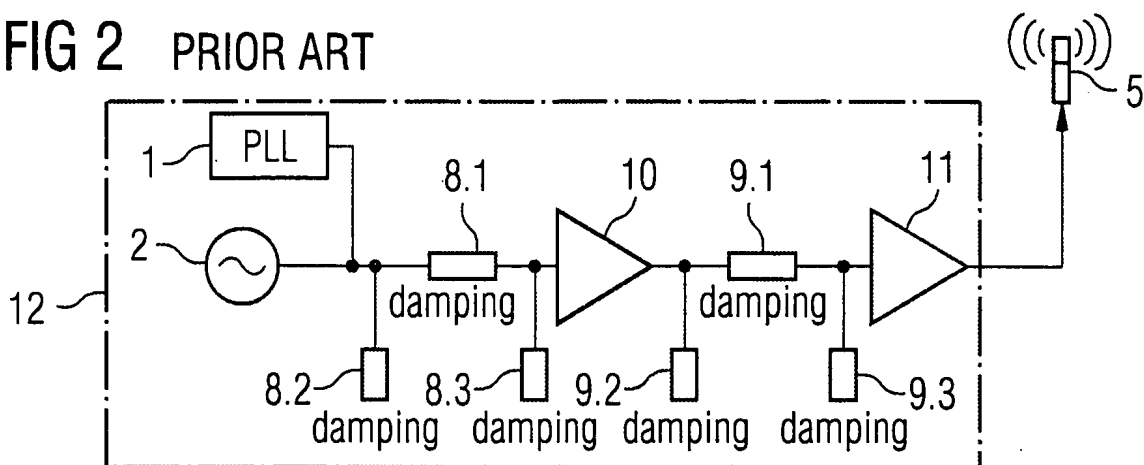 FIG 2 PRIOR ART
5
1 PLL
8.1 10 9.1 11
2
12
damping damping
8.2 8.3 9.2 9.3
damping damping damping damping